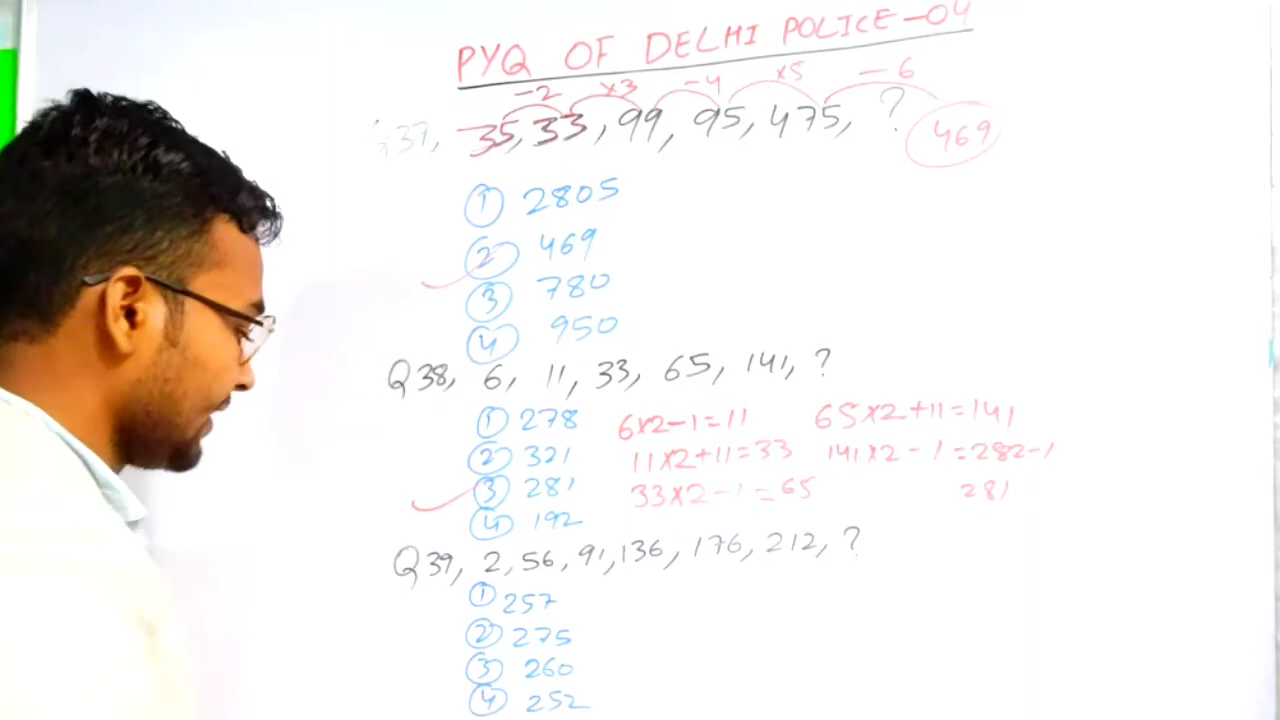 PYQ OF DELHI POLICE-04
-2 ×3 -4 ×5 -6
Q37, 35, 33, 99, 95, 475, ? 469
① 2805
② 469
③ 780
④ 950
Q38, 6, 11, 33, 65, 141, ?
① 278 6×2-1=11 65×2+11=141
② 321 11×2+11=33 141×2-1=282-1
③ 281 33×2-1=65 281
④ 192
Q39, 2, 56, 91, 136, 176, 212, ?
① 257
② 275
③ 260
④ 252